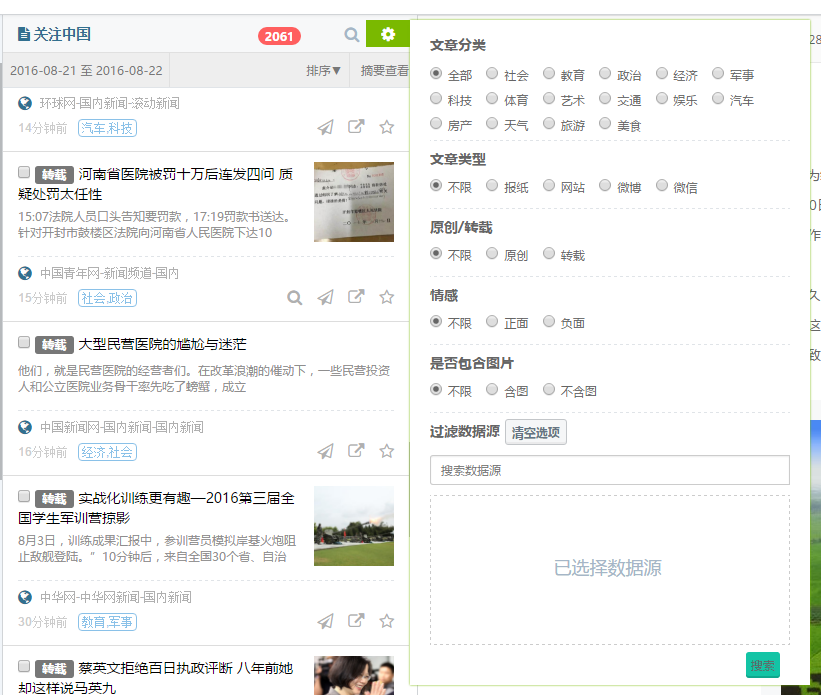 关注中国
2061
2016-08-21 至 2016-08-22
排序▼
摘要查看
环球网-国内新闻-滚动新闻
14分钟前 汽车,科技
转载 河南省医院被罚十万后连发四问 质
疑处罚太任性
15:07法院人员口头告知要罚款，17:19罚款书送达。
针对开封市鼓楼区法院向河南省人民医院下达10
中国青年网-新闻频道-国内
15分钟前 社会,政治
转载 大型民营医院的尴尬与迷茫
他们，就是民营医院的经营者们。在改革浪潮的催动下，一些民营投资
人和公立医院业务骨干率先吃了螃蟹，成立
中国新闻网-国内新闻-国内新闻
16分钟前 经济,社会
转载 实战化训练更有趣—2016第三届全
国学生军训营掠影
8月3日，训练成果汇报中，参训营员模拟岸基火炮阻
止敌舰登陆。”10分钟后，来自全国30个省、自治
中华网-中华网新闻-国内新闻
30分钟前 教育,军事
转载 蔡英文拒绝百日执政评断 八年前她
却这样说马英九
文章分类
全部 社会 教育 政治 经济 军事
科技 体育 艺术 交通 娱乐 汽车
房产 天气 旅游 美食
文章类型
不限 报纸 网站 微博 微信
原创/转载
不限 原创 转载
情感
不限 正面 负面
是否包含图片
不限 含图 不含图
过滤数据源 清空选项
搜索数据源
已选择数据源
搜索
28
作
久
这
致